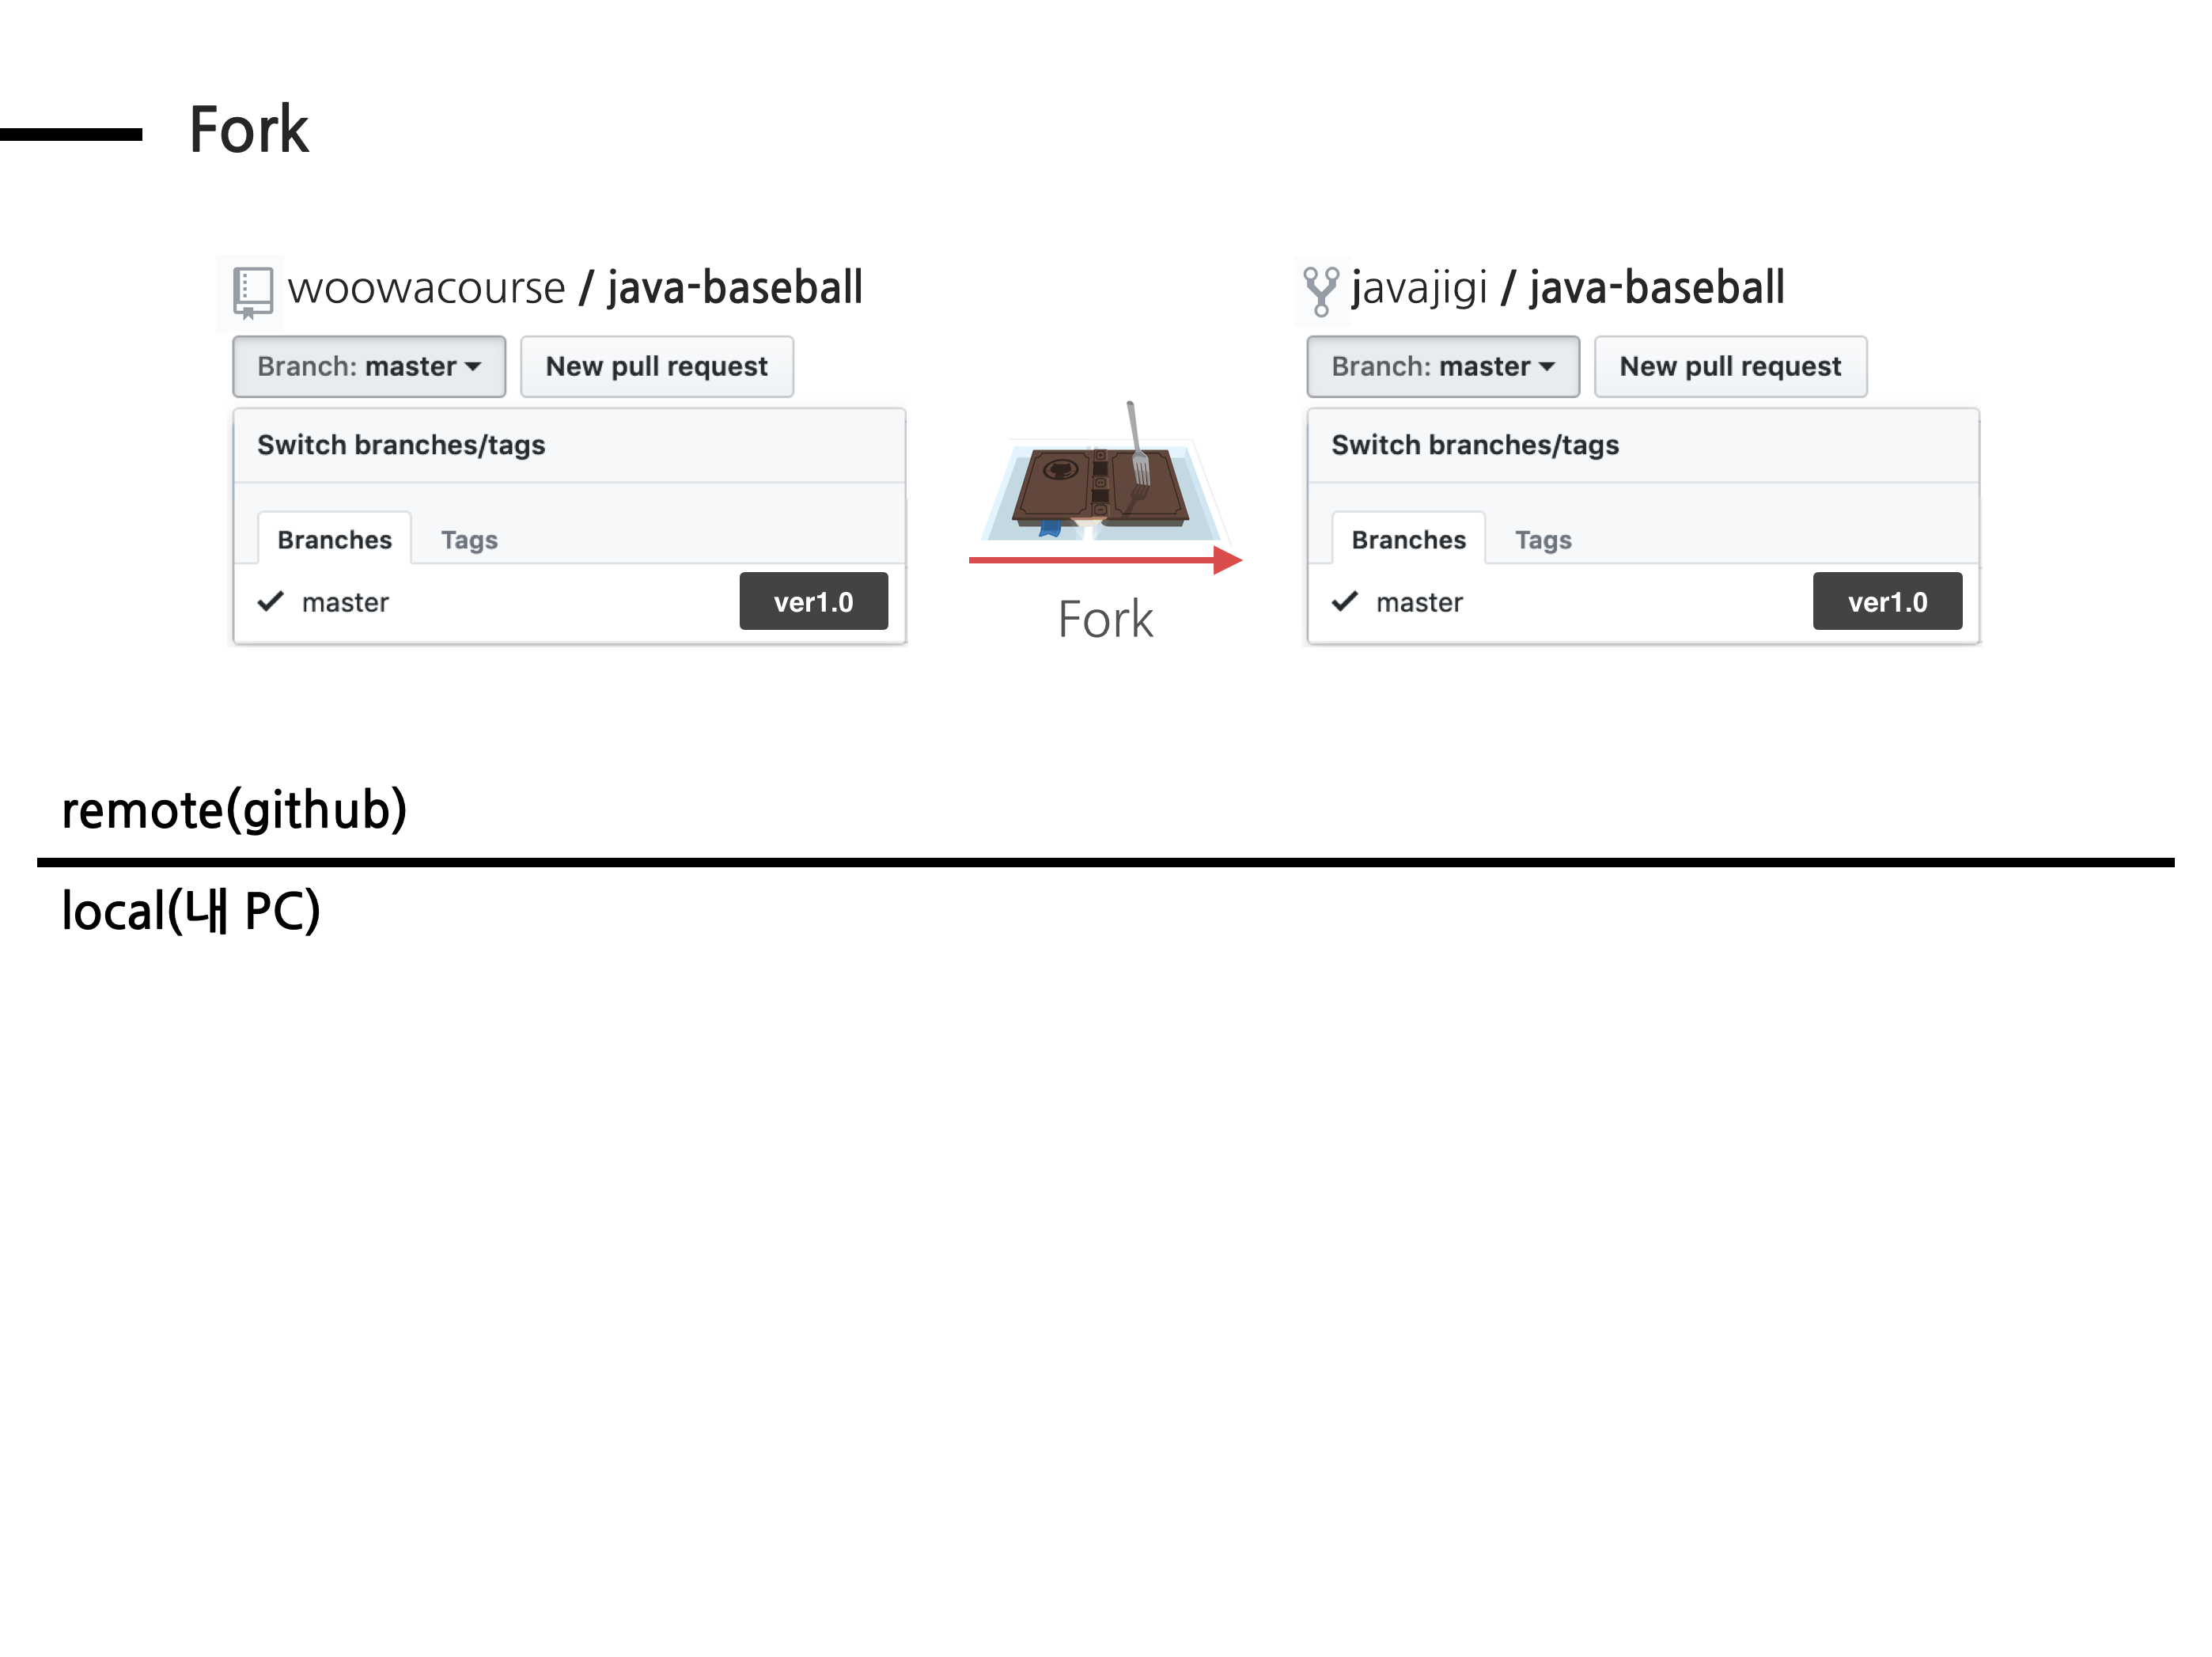 Fork
woowacourse / java-baseball
Branch: master
New pull request
Switch branches/tags
Branches
Tags
master
ver1.0
Fork
javajigi / java-baseball
Branch: master
New pull request
Switch branches/tags
Branches
Tags
master
ver1.0
remote(github)
local(내 PC)